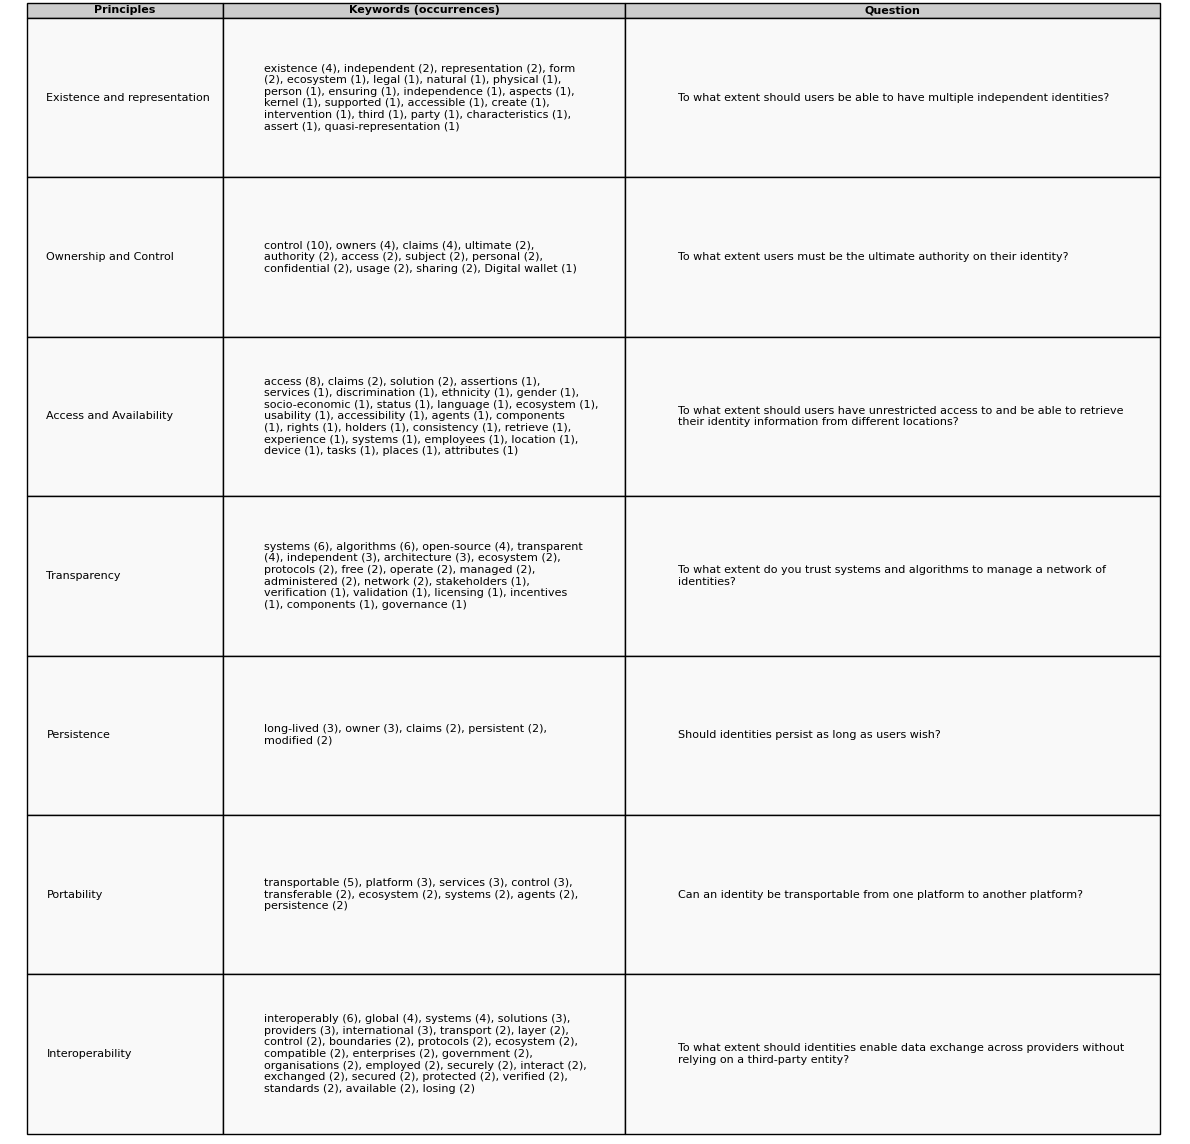 Principles
Keywords (occurrences)
Question
Existence and representation
existence (4), independent (2), representation (2), form
(2), ecosystem (1), legal (1), natural (1), physical (1),
person (1), ensuring (1), independence (1), aspects (1),
kernel (1), supported (1), accessible (1), create (1),
intervention (1), third (1), party (1), characteristics (1),
assert (1), quasi-representation (1)
To what extent should users be able to have multiple independent identities?
Ownership and Control
control (10), owners (4), claims (4), ultimate (2),
authority (2), access (2), subject (2), personal (2),
confidential (2), usage (2), sharing (2), Digital wallet (1)
To what extent users must be the ultimate authority on their identity?
Access and Availability
access (8), claims (2), solution (2), assertions (1),
services (1), discrimination (1), ethnicity (1), gender (1),
socio-economic (1), status (1), language (1), ecosystem (1),
usability (1), accessibility (1), agents (1), components
(1), rights (1), holders (1), consistency (1), retrieve (1),
experience (1), systems (1), employees (1), location (1),
device (1), tasks (1), places (1), attributes (1)
To what extent should users have unrestricted access to and be able to retrieve
their identity information from different locations?
Transparency
systems (6), algorithms (6), open-source (4), transparent
(4), independent (3), architecture (3), ecosystem (2),
protocols (2), free (2), operate (2), managed (2),
administered (2), network (2), stakeholders (1),
verification (1), validation (1), licensing (1), incentives
(1), components (1), governance (1)
To what extent do you trust systems and algorithms to manage a network of
identities?
Persistence
long-lived (3), owner (3), claims (2), persistent (2),
modified (2)
Should identities persist as long as users wish?
Portability
transportable (5), platform (3), services (3), control (3),
transferable (2), ecosystem (2), systems (2), agents (2),
persistence (2)
Can an identity be transportable from one platform to another platform?
Interoperability
interoperably (6), global (4), systems (4), solutions (3),
providers (3), international (3), transport (2), layer (2),
control (2), boundaries (2), protocols (2), ecosystem (2),
compatible (2), enterprises (2), government (2),
organisations (2), employed (2), securely (2), interact (2),
exchanged (2), secured (2), protected (2), verified (2),
standards (2), available (2), losing (2)
To what extent should identities enable data exchange across providers without
relying on a third-party entity?